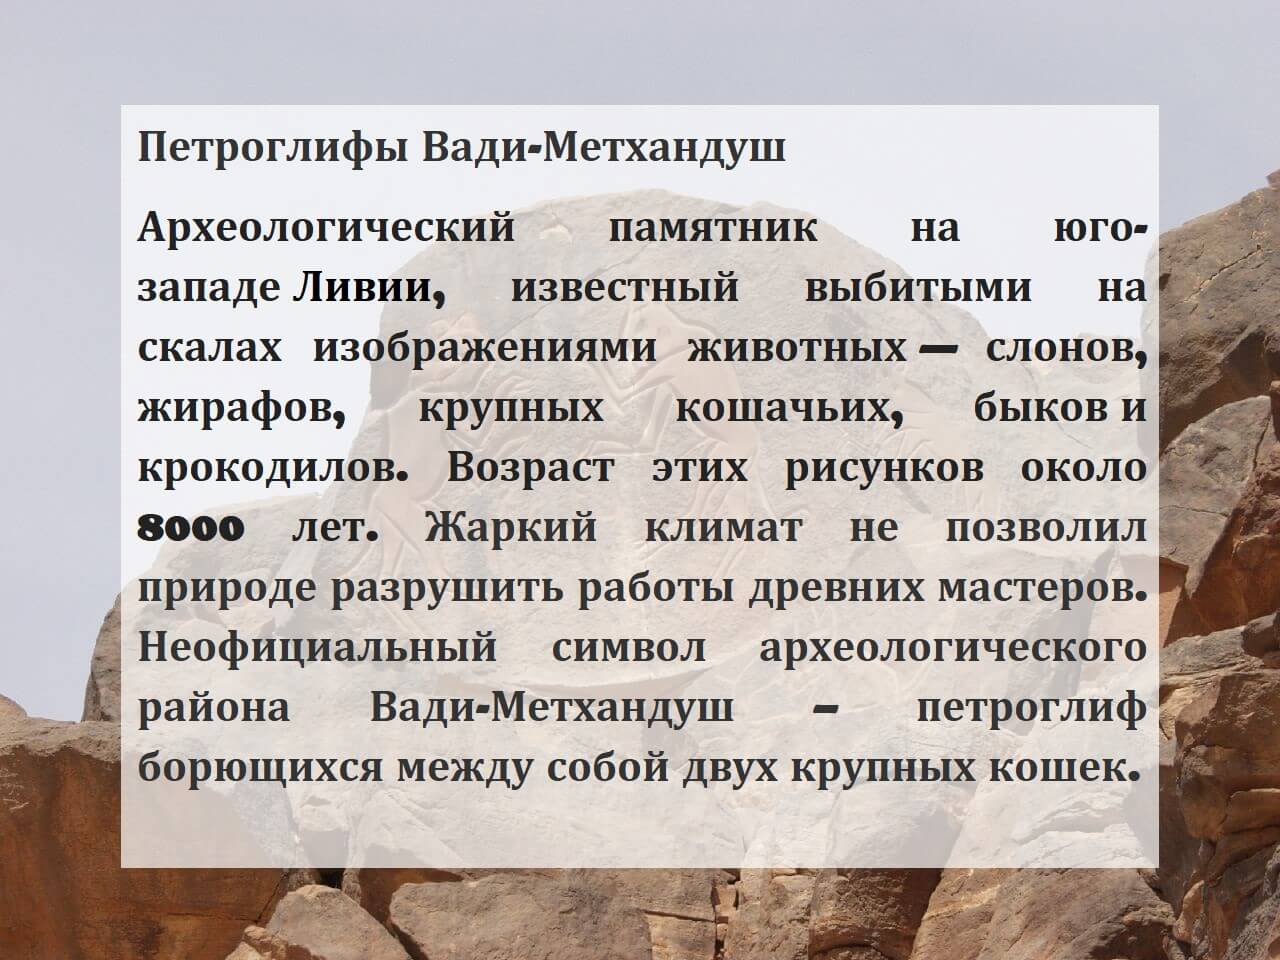 Петроглифы Вади-Метхандуш
Археологический памятник на юго-
западе Ливии, известный выбитыми на
скалах изображениями животных — слонов,
жирафов, крупных кошачьих, быков и
крокодилов. Возраст этих рисунков около
8000 лет. Жаркий климат не позволил
природе разрушить работы древних мастеров.
Неофициальный символ археологического
района Вади-Метхандуш – петроглиф
борющихся между собой двух крупных кошек.